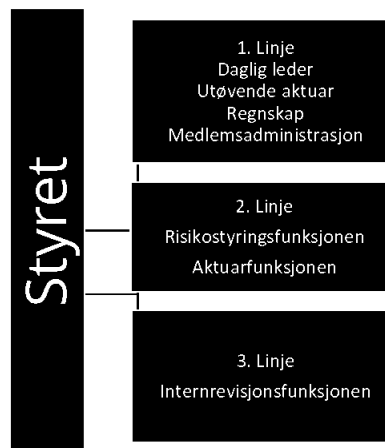 Styret
1. Linje
Daglig leder
Utøvende aktuar
Regnskap
Medlemsadministrasjon
2. Linje
Risikostyringsfunksjonen
Aktuarfunksjonen
3. Linje
Internrevisjonsfunksjonen